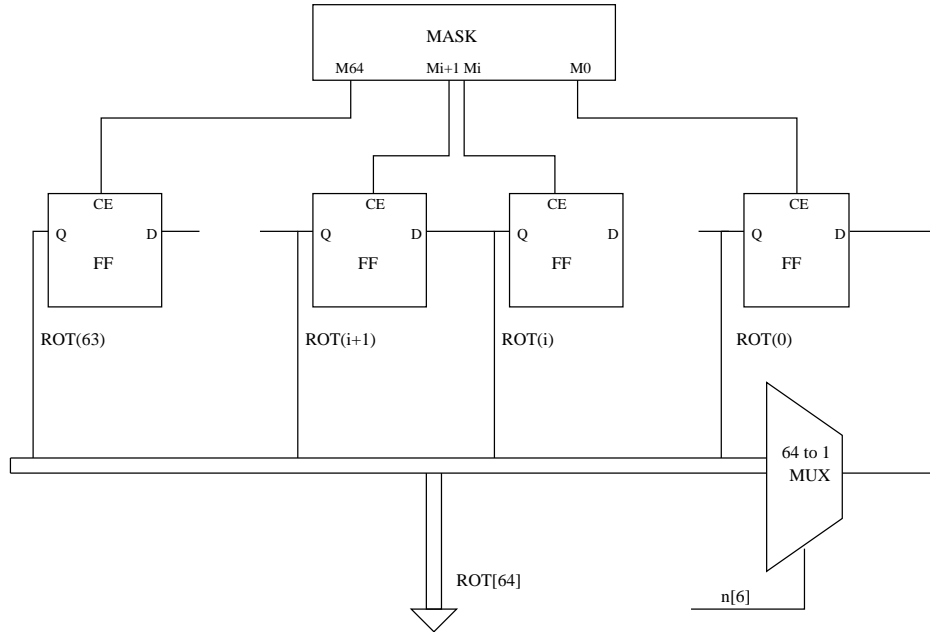 MASK
M64 Mi+1 Mi M0
CE CE CE CE
Q D Q D Q D Q D
FF FF FF FF
ROT(63) ROT(i+1) ROT(i) ROT(0)
64 to 1
MUX
ROT[64]
n[6]